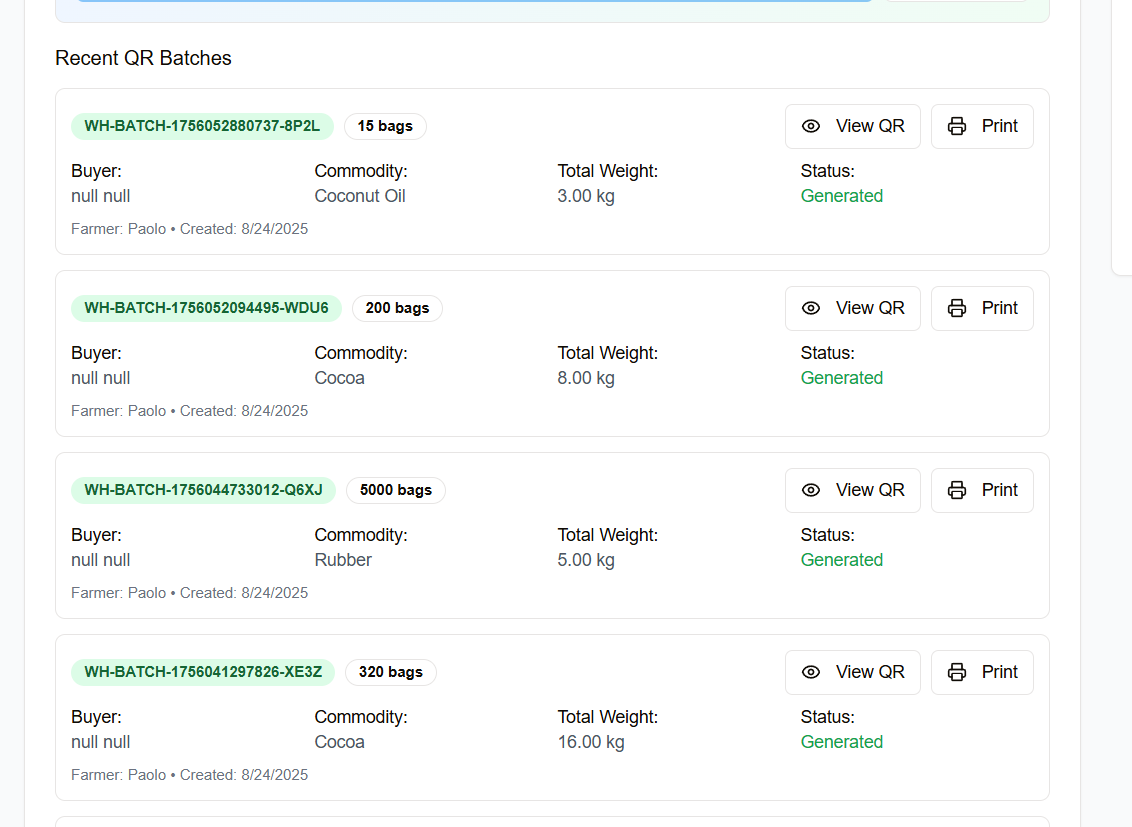 Recent QR Batches
WH-BATCH-1756052880737-8P2L 15 bags View QR Print
Buyer: Commodity: Total Weight: Status:
null null Coconut Oil 3.00 kg Generated
Farmer: Paolo • Created: 8/24/2025
WH-BATCH-1756052094495-WDU6 200 bags View QR Print
Buyer: Commodity: Total Weight: Status:
null null Cocoa 8.00 kg Generated
Farmer: Paolo • Created: 8/24/2025
WH-BATCH-1756044733012-Q6XJ 5000 bags View QR Print
Buyer: Commodity: Total Weight: Status:
null null Rubber 5.00 kg Generated
Farmer: Paolo • Created: 8/24/2025
WH-BATCH-1756041297826-XE3Z 320 bags View QR Print
Buyer: Commodity: Total Weight: Status:
null null Cocoa 16.00 kg Generated
Farmer: Paolo • Created: 8/24/2025